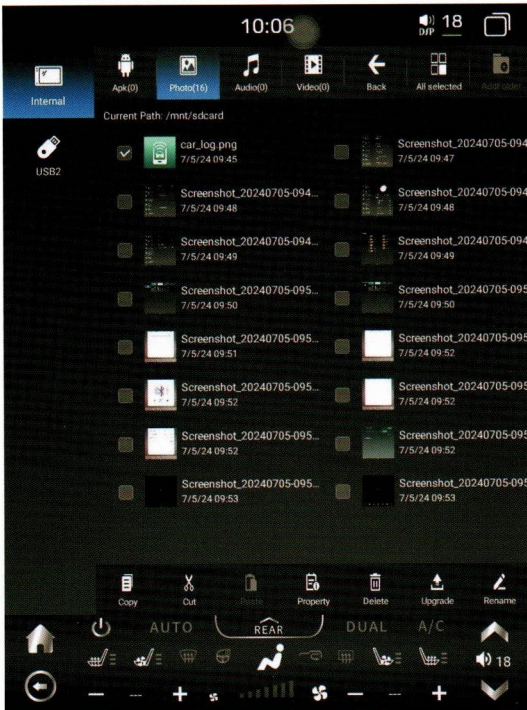 10:06
DSP 18
Internal
USB2
Apk(0) Photo(16) Audio(0) Video(0) Back All selected Add folder
Current Path: /mnt/sdcard
car_log.png
7/5/24 09:45
Screenshot_20240705-094
7/5/24 09:47
Screenshot_20240705-094...
7/5/24 09:48
Screenshot_20240705-094
7/5/24 09:48
Screenshot_20240705-094...
7/5/24 09:49
Screenshot_20240705-094
7/5/24 09:49
Screenshot_20240705-095...
7/5/24 09:50
Screenshot_20240705-095
7/5/24 09:50
Screenshot_20240705-095...
7/5/24 09:51
Screenshot_20240705-095
7/5/24 09:52
Screenshot_20240705-095...
7/5/24 09:52
Screenshot_20240705-095
7/5/24 09:52
Screenshot_20240705-095...
7/5/24 09:52
Screenshot_20240705-095
7/5/24 09:52
Screenshot_20240705-095...
7/5/24 09:53
Screenshot_20240705-095
7/5/24 09:53
Copy Cut Paste Property Delete Upgrade Rename
AUTO REAR DUAL A/C
18